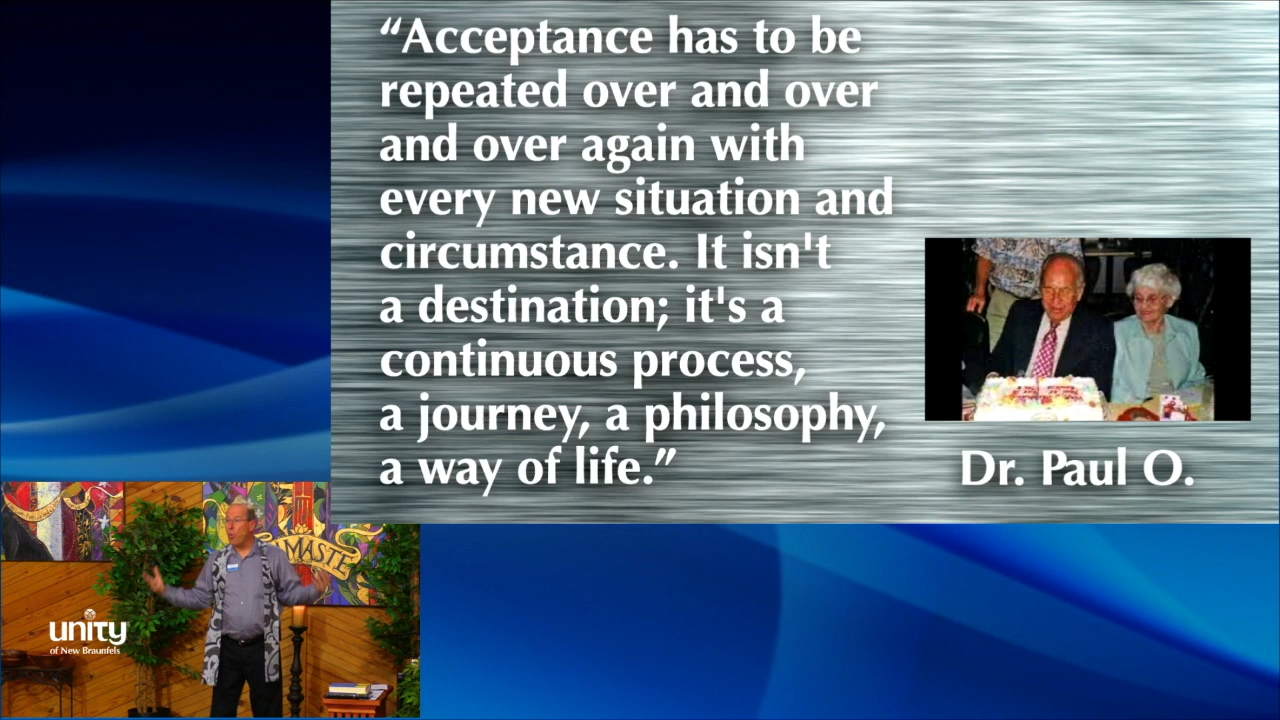 “Acceptance has to be
repeated over and over
and over again with
every new situation and
circumstance. It isn't
a destination; it's a
continuous process,
a journey, a philosophy,
a way of life.”
Dr. Paul O.
MASTE
unity
of New Braunfels